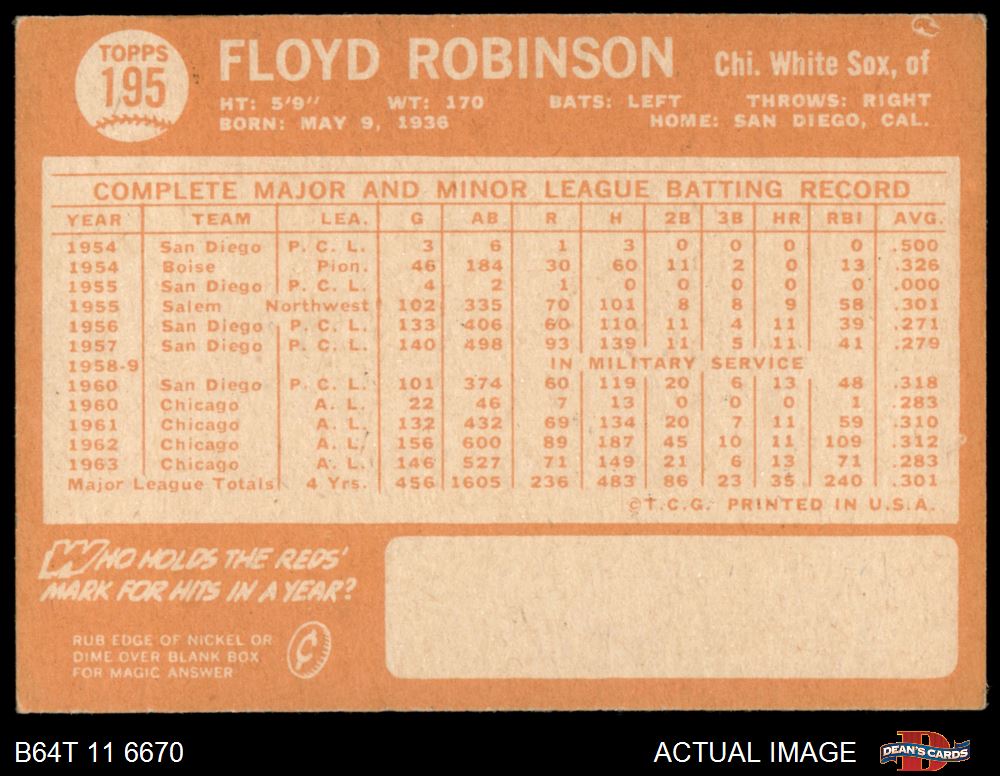 TOPPS
195
FLOYD ROBINSON
Chi. White Sox, of
HT: 5'9" WT: 170 BATS: LEFT THROWS: RIGHT
BORN: MAY 9, 1936 HOME: SAN DIEGO, CAL.
COMPLETE MAJOR AND MINOR LEAGUE BATTING RECORD
YEAR TEAM LEA. G AB R H 2B 3B HR RBI AVG.
1954 San Diego P. C. L. 3 6 1 3 0 0 0 0 .500
1954 Boise Pion. 46 184 30 60 11 2 0 13 .326
1955 San Diego P. C. L. 4 2 1 0 0 0 0 0 .000
1955 Salem Northwest 102 335 70 101 8 8 9 58 .301
1956 San Diego P. C. L. 133 406 60 110 11 4 11 39 .271
1957 San Diego P. C. L. 140 498 93 139 11 5 11 41 .279
1958-9 IN MILITARY SERVICE
1960 San Diego P. C. L. 101 374 60 119 20 6 13 48 .318
1960 Chicago A. L. 22 46 7 13 0 0 0 1 .283
1961 Chicago A. L. 132 432 69 134 20 7 11 59 .310
1962 Chicago A. L. 156 600 89 187 45 10 11 109 .312
1963 Chicago A. L. 146 527 71 149 21 6 13 71 .283
Major League Totals 4 Yrs. 456 1605 236 483 86 23 35 240 .301
©T.C.G. PRINTED IN U.S.A.
WHO HOLDS THE REDS'
MARK FOR HITS IN A YEAR?
RUB EDGE OF NICKEL OR
DIME OVER BLANK BOX
FOR MAGIC ANSWER
¢
B64T 11 6670
ACTUAL IMAGE
D
DEAN'S CARDS